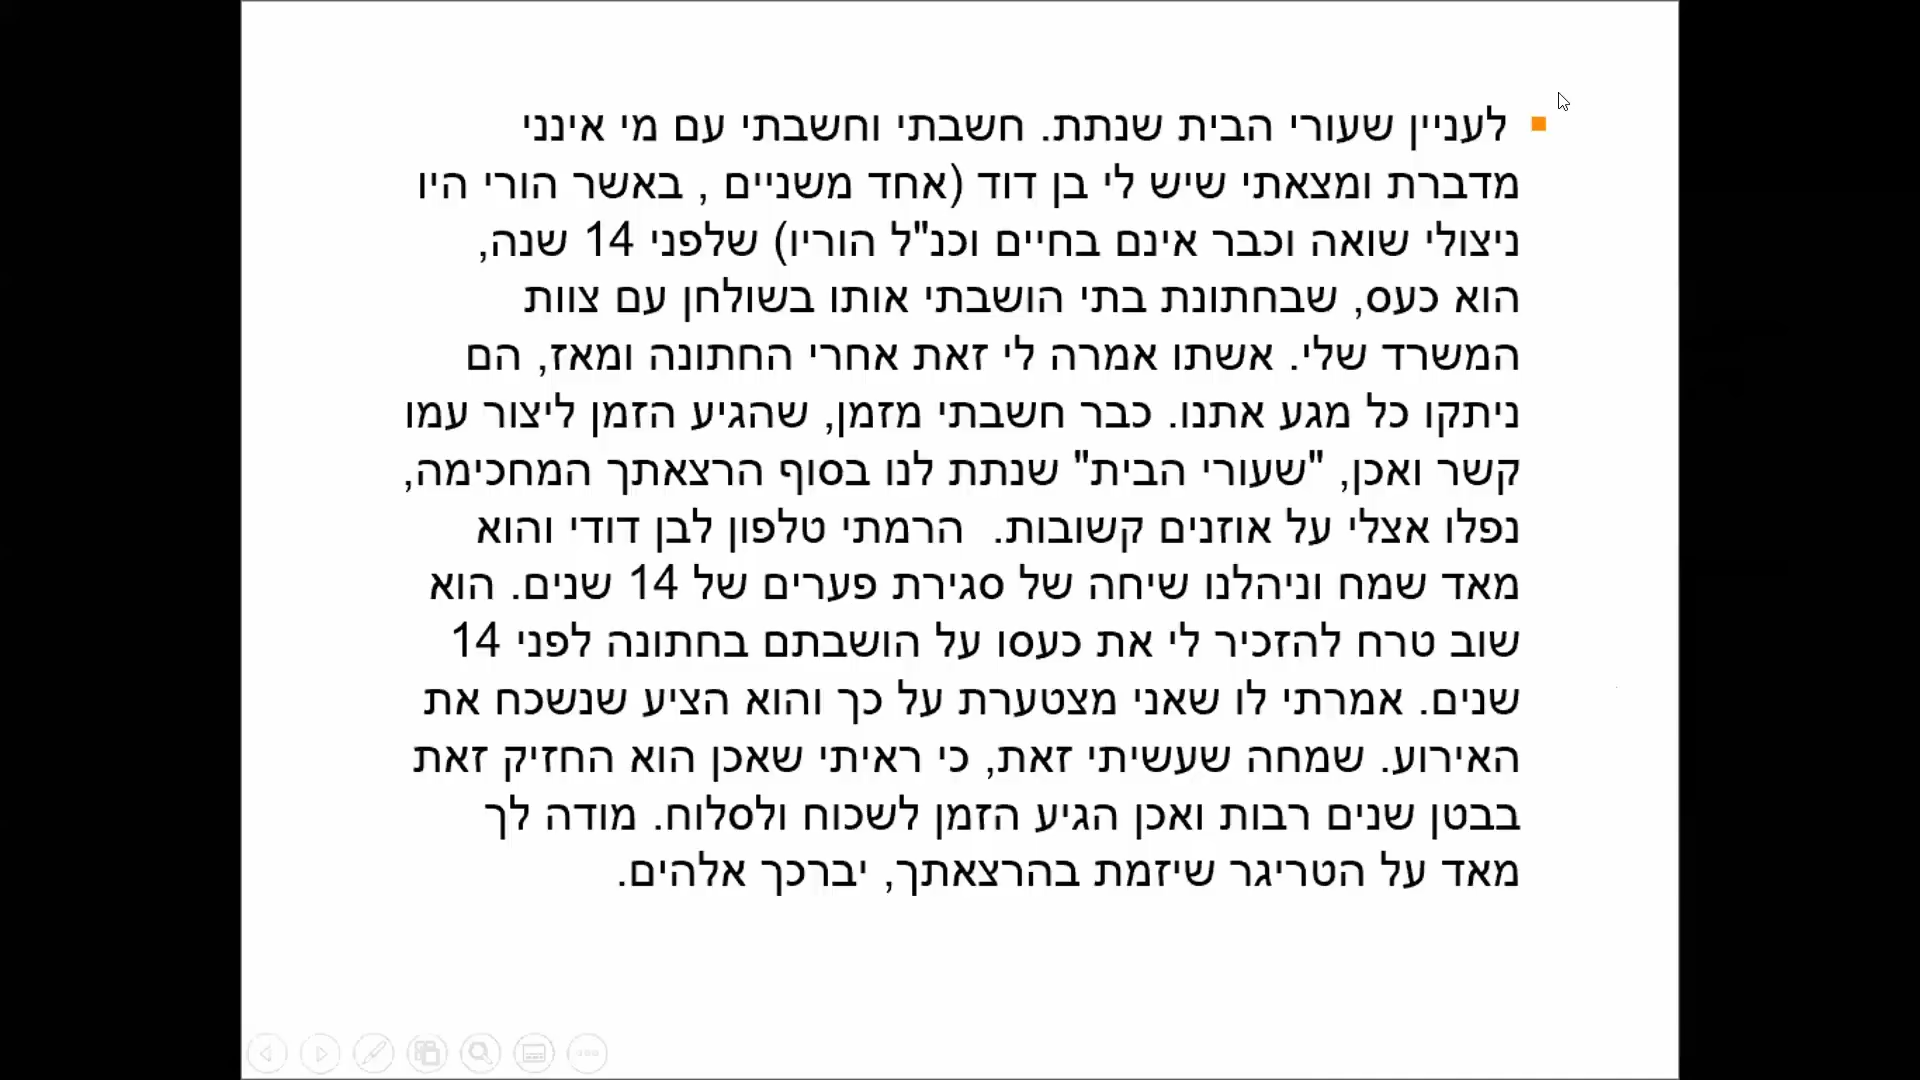 לעניין שעורי הבית שנתת. חשבתי וחשבתי עם מי אינני
מדברת ומצאתי שיש לי בן דוד (אחד משניים , באשר הורי היו
ניצולי שואה וכבר אינם בחיים וכנ"ל הוריו) שלפני 14 שנה,
הוא כעס, שבחתונת בתי הושבתי אותו בשולחן עם צוות
המשרד שלי. אשתו אמרה לי זאת אחרי החתונה ומאז, הם
ניתקו כל מגע אתנו. כבר חשבתי מזמן, שהגיע הזמן ליצור עמו
קשר ואכן, "שעורי הבית" שנתת לנו בסוף הרצאתך המחכימה,
נפלו אצלי על אוזנים קשובות. הרמתי טלפון לבן דודי והוא
מאד שמח וניהלנו שיחה של סגירת פערים של 14 שנים. הוא
שוב טרח להזכיר לי את כעסו על הושבתם בחתונה לפני 14
שנים. אמרתי לו שאני מצטערת על כך והוא הציע שנשכח את
האירוע. שמחה שעשיתי זאת, כי ראיתי שאכן הוא החזיק זאת
בבטן שנים רבות ואכן הגיע הזמן לשכוח ולסלוח. מודה לך
מאד על הטריגר שיזמת בהרצאתך, יברכך אלהים.